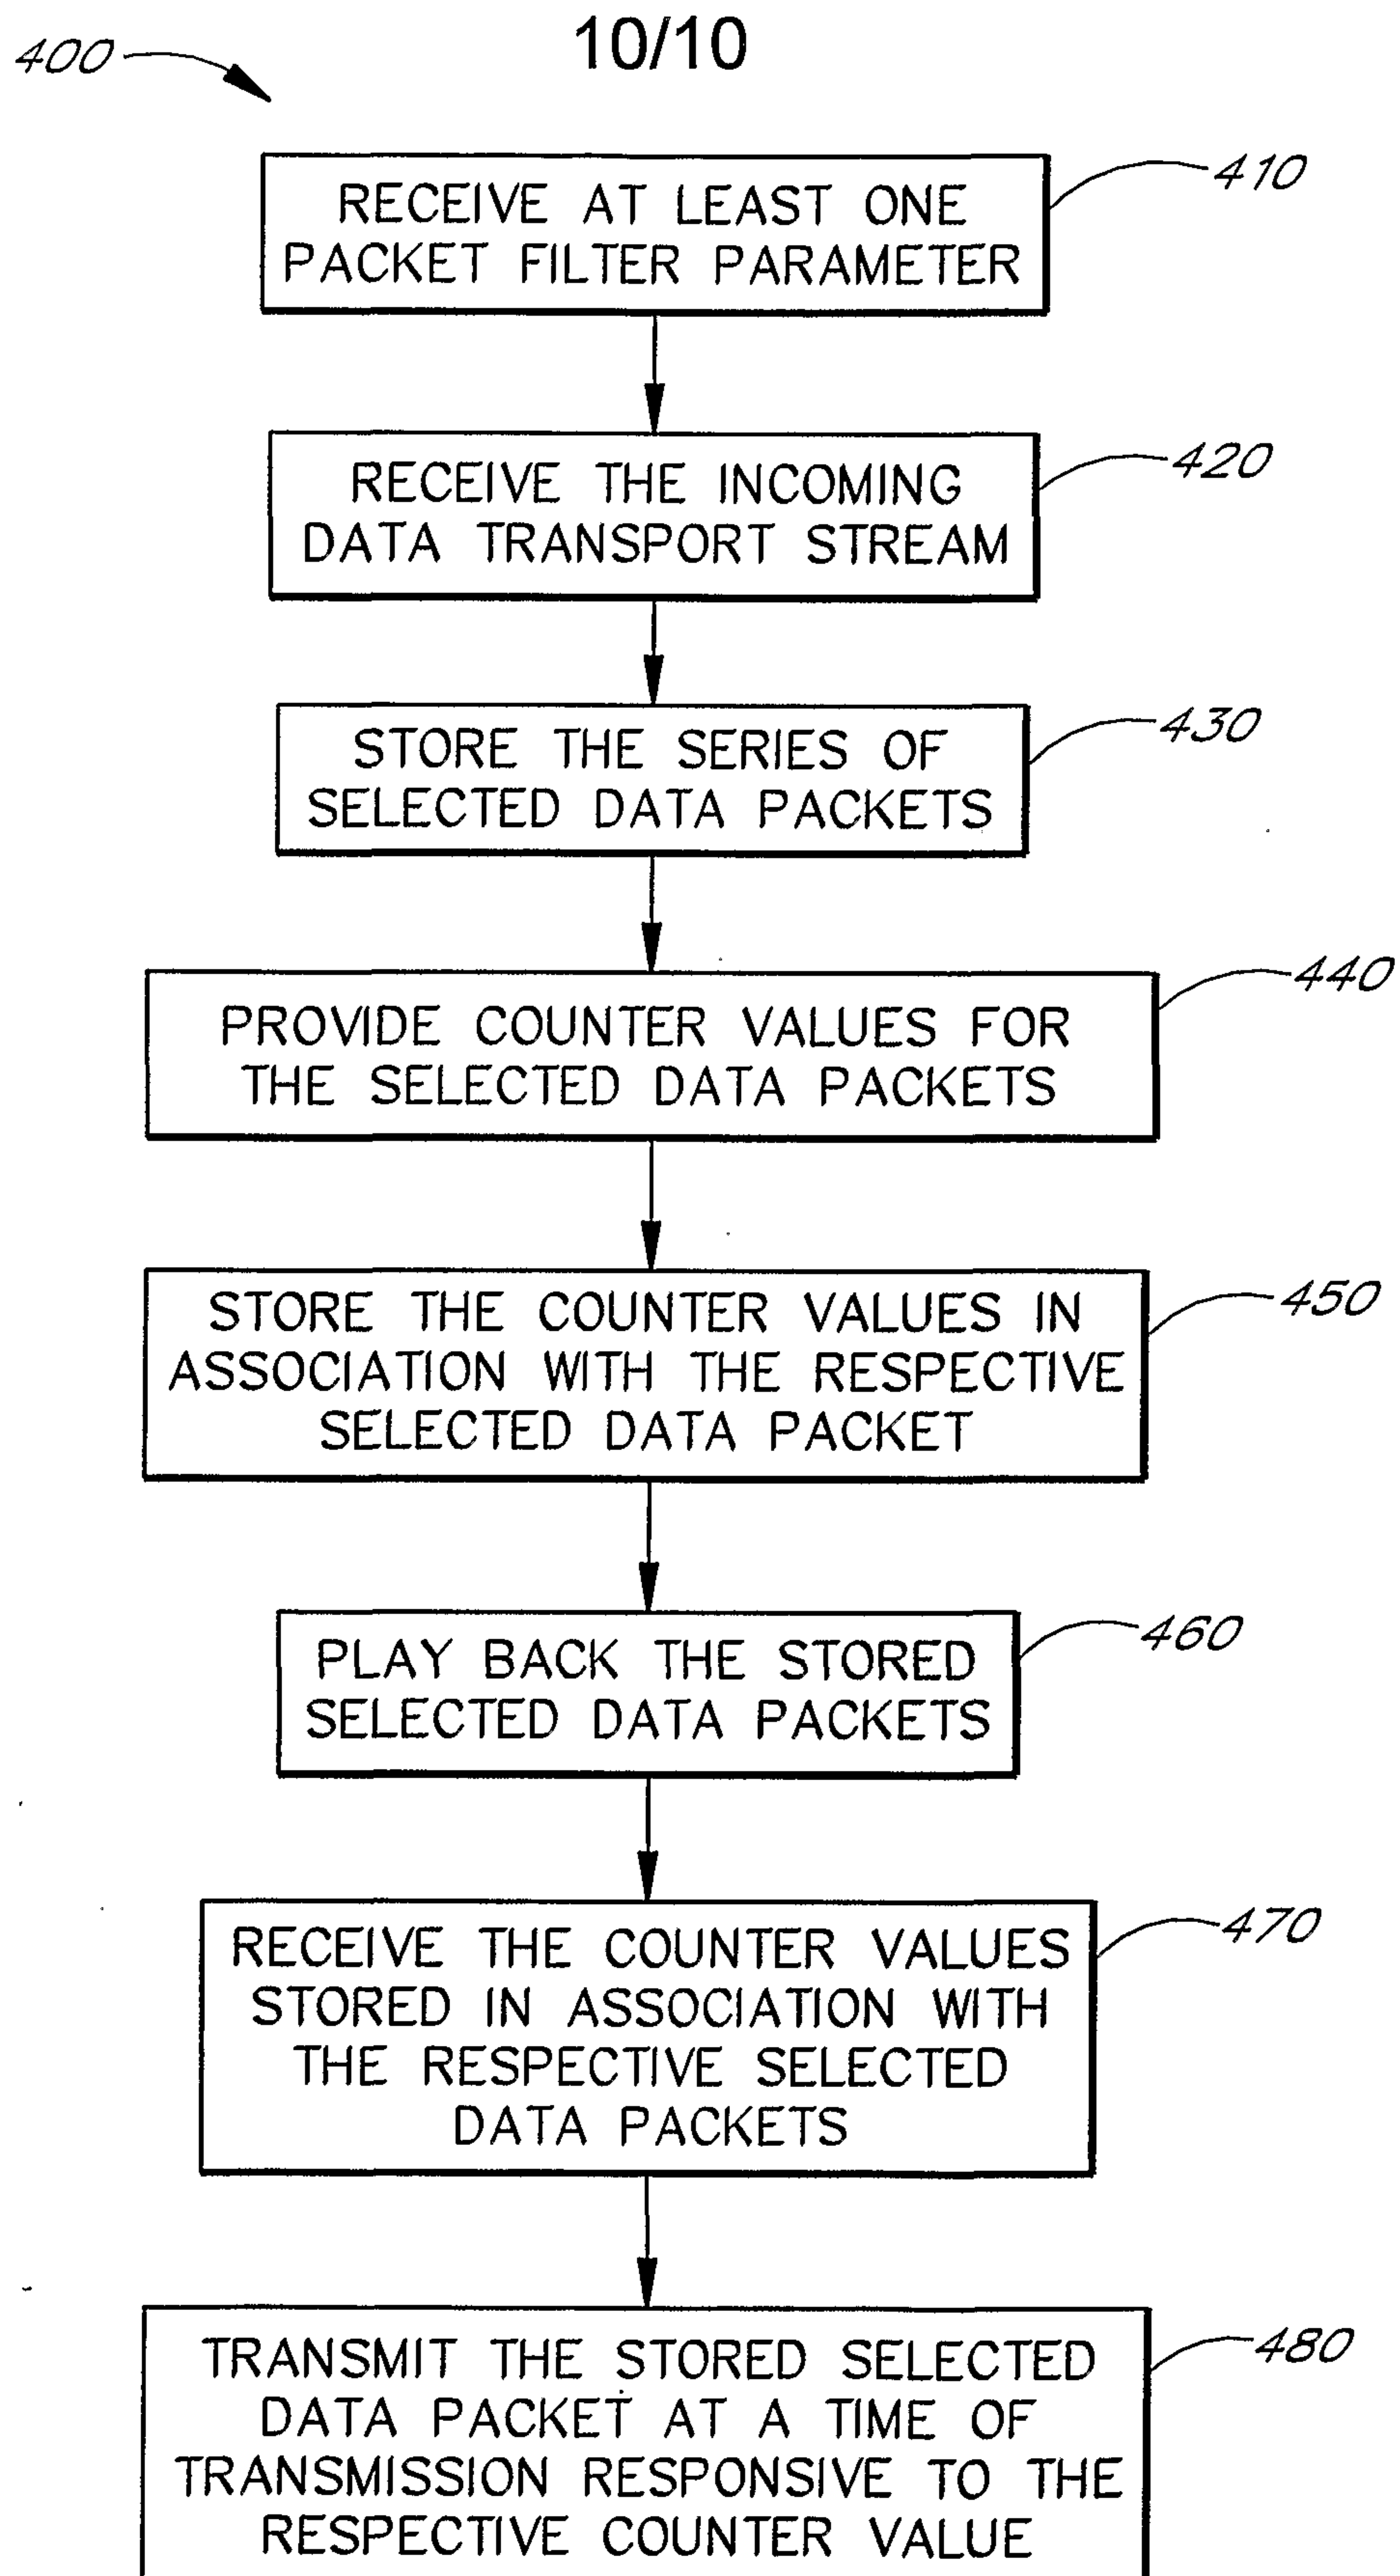 10/10
400
RECEIVE AT LEAST ONE
PACKET FILTER PARAMETER
410
RECEIVE THE INCOMING
DATA TRANSPORT STREAM
420
STORE THE SERIES OF
SELECTED DATA PACKETS
430
PROVIDE COUNTER VALUES FOR
THE SELECTED DATA PACKETS
440
STORE THE COUNTER VALUES IN
ASSOCIATION WITH THE RESPECTIVE
SELECTED DATA PACKET
450
PLAY BACK THE STORED
SELECTED DATA PACKETS
460
RECEIVE THE COUNTER VALUES
STORED IN ASSOCIATION WITH
THE RESPECTIVE SELECTED
DATA PACKETS
470
TRANSMIT THE STORED SELECTED
DATA PACKET AT A TIME OF
TRANSMISSION RESPONSIVE TO THE
RESPECTIVE COUNTER VALUE
480